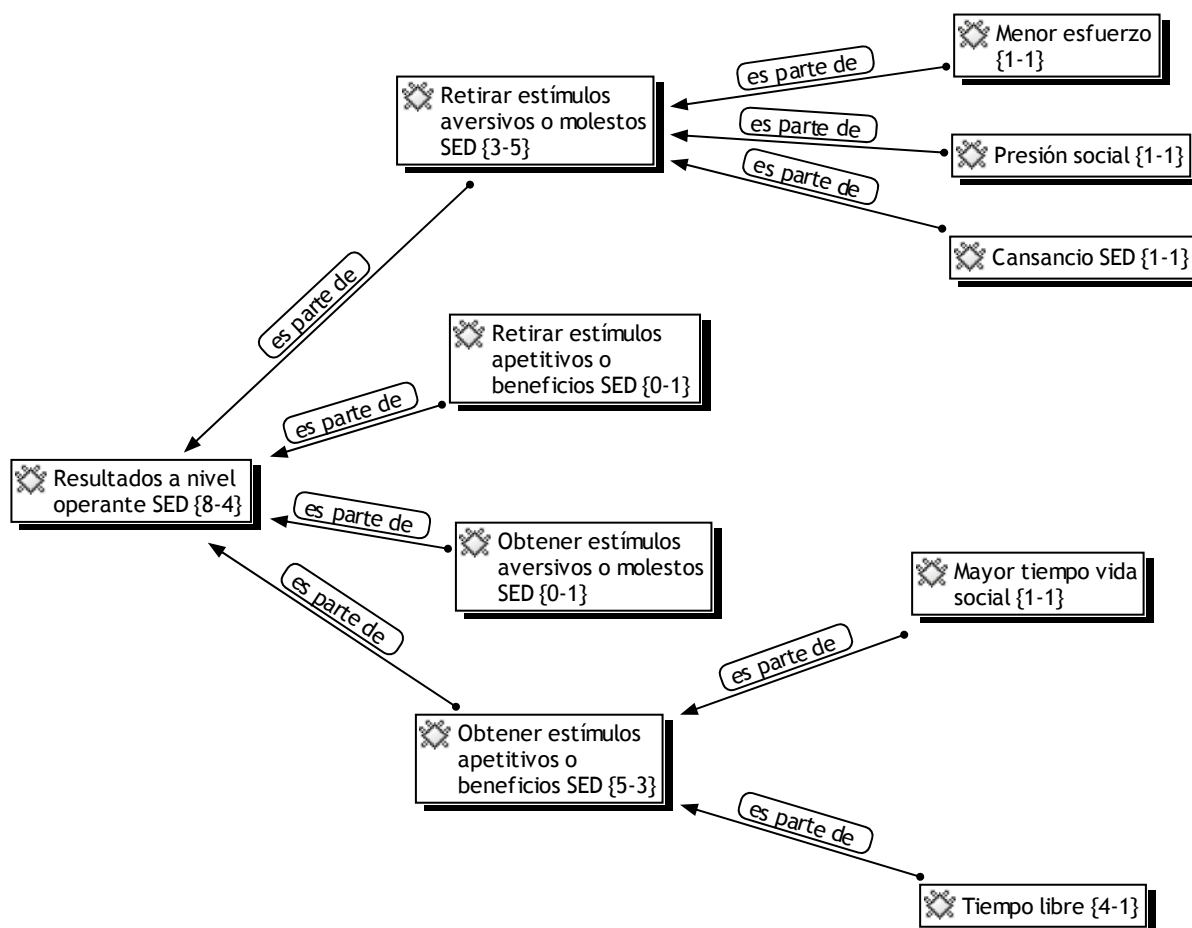 Menor esfuerzo
{1-1}
es parte de
Retirar estímulos
aversivos o molestos
SED {3-5}
es parte de
Presión social {1-1}
es parte de
Cansancio SED {1-1}
es parte de
Retirar estímulos
apetitivos o
beneficios SED {0-1}
es parte de
Resultados a nivel
operante SED {8-4}
es parte de
Obtener estímulos
aversivos o molestos
SED {0-1}
Mayor tiempo vida
social {1-1}
es parte de
es parte de
Obtener estímulos
apetitivos o
beneficios SED {5-3}
es parte de
Tiempo libre {4-1}